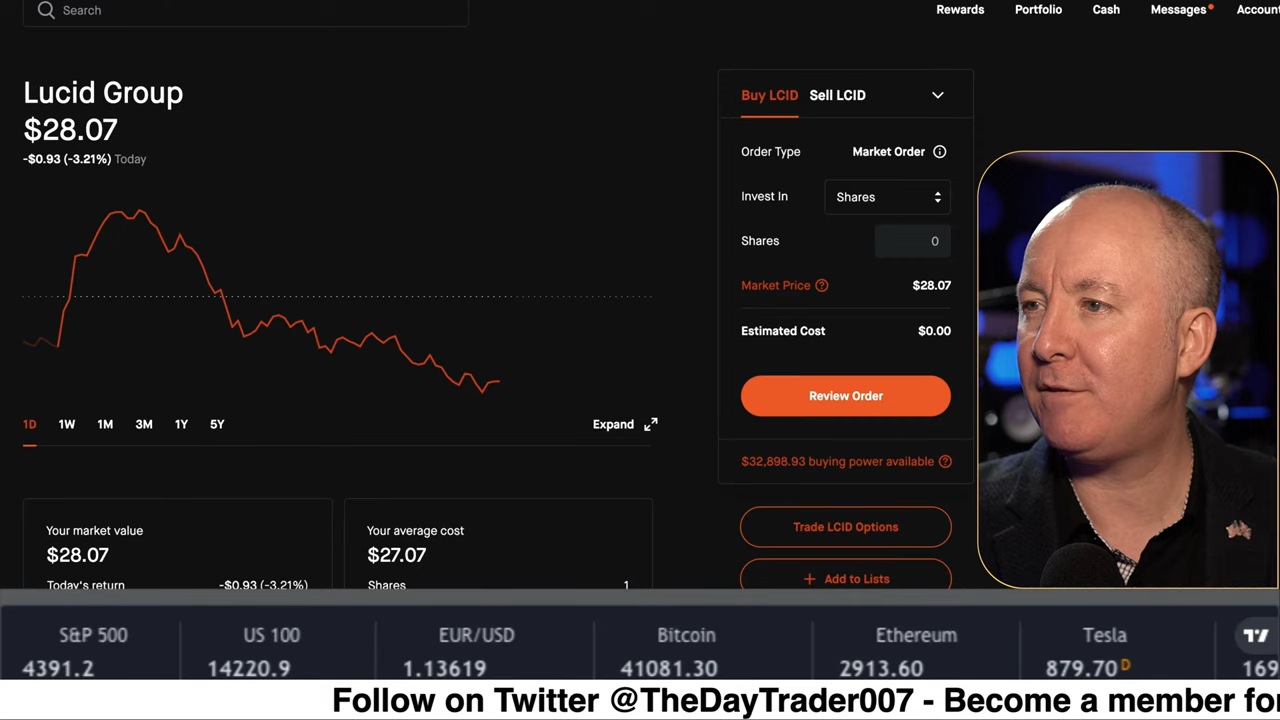 Search
Rewards Portfolio Cash Messages Accoun
Lucid Group
$28.07
-$0.93 (-3.21%) Today
1D 1W 1M 3M 1Y 5Y
Expand
Your market value
$28.07
Today's return -$0.93 (-3.21%)
Your average cost
$27.07
Shares 1
Buy LCID Sell LCID
Order Type Market Order
Invest In Shares
Shares 0
Market Price $28.07
Estimated Cost $0.00
Review Order
$32,898.93 buying power available
Trade LCID Options
+ Add to Lists
S&P 500 US 100 EUR/USD Bitcoin Ethereum Tesla
4391.2 14220.9 1.13619 41081.30 2913.60 879.70 D 169
Follow on Twitter @TheDayTrader007 - Become a member fo